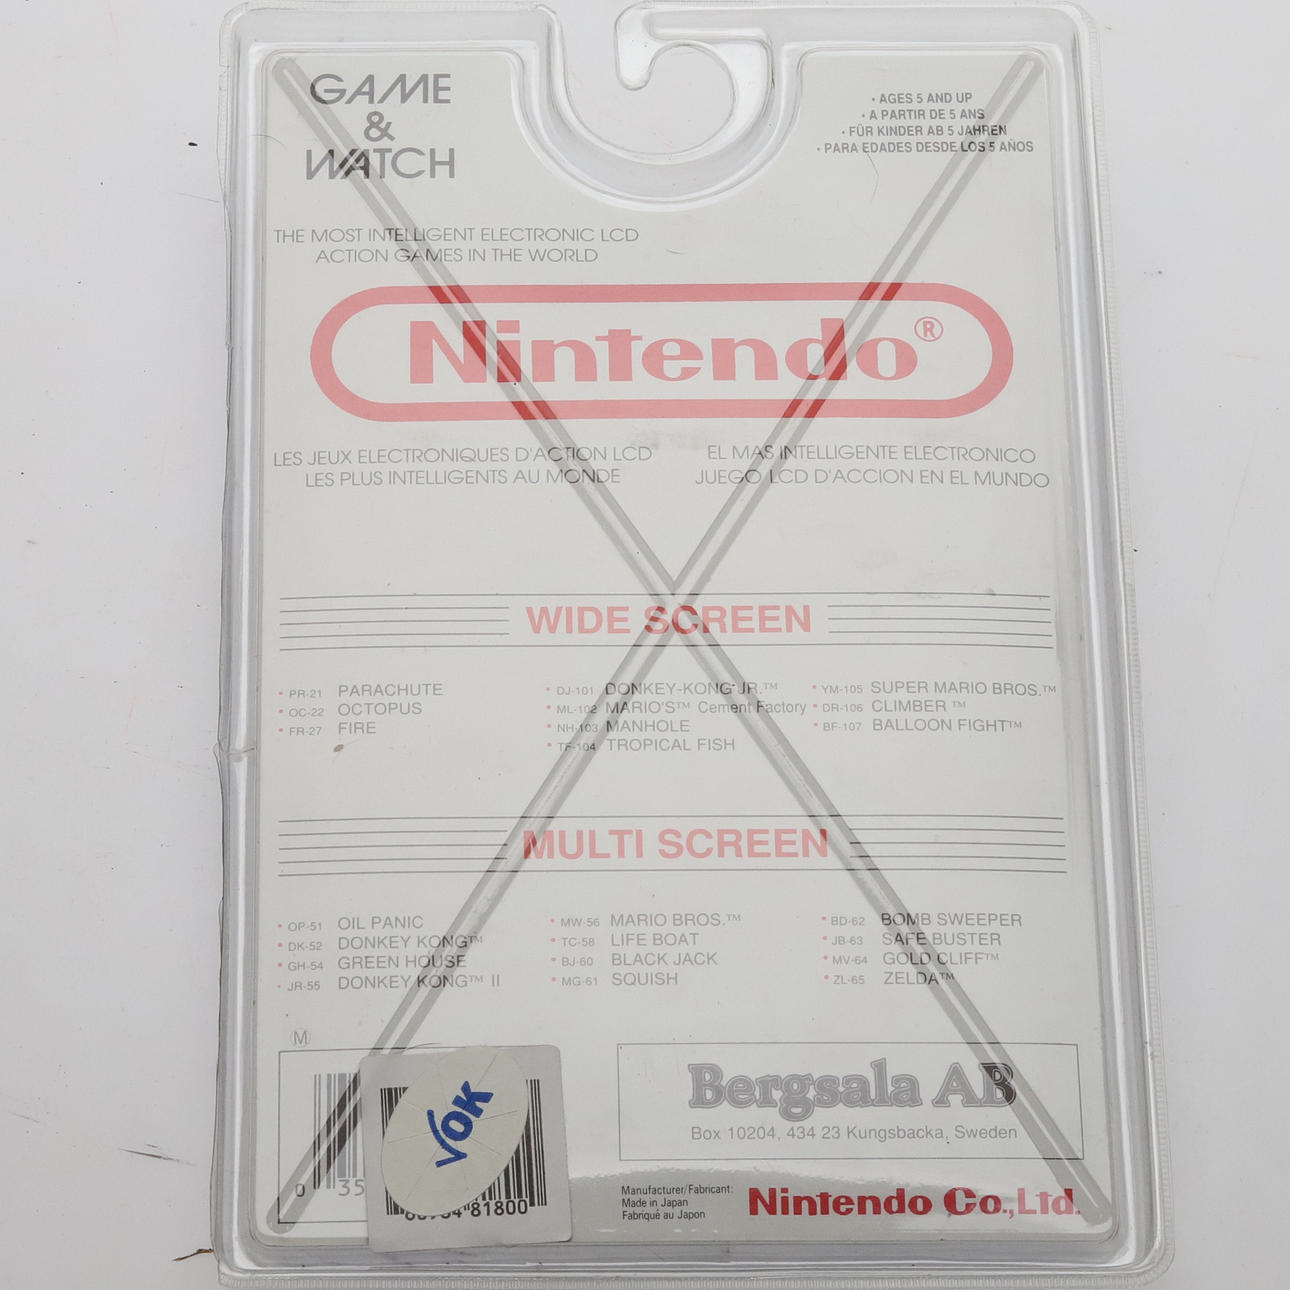 GAME
&
WATCH
• AGES 5 AND UP
• A PARTIR DE 5 ANS
• FÜR KINDER AB 5 JAHREN
• PARA EDADES DESDE LOS 5 AÑOS
THE MOST INTELLIGENT ELECTRONIC LCD
ACTION GAMES IN THE WORLD
Nintendo®
LES JEUX ELECTRONIQUES D'ACTION LCD
LES PLUS INTELLIGENTS AU MONDE
EL MAS INTELLIGENTE ELECTRONICO
JUEGO LCD D'ACCION EN EL MUNDO
WIDE SCREEN
• PR-21 PARACHUTE
• OC-22 OCTOPUS
• FR-27 FIRE
• DJ-101 DONKEY-KONG JR.™
• ML-102 MARIO'S™ Cement Factory
• NH-103 MANHOLE
• TF-104 TROPICAL FISH
• YM-105 SUPER MARIO BROS.™
• DR-106 CLIMBER™
• BF-107 BALLOON FIGHT™
MULTI SCREEN
• OP-51 OIL PANIC
• DK-52 DONKEY KONG™
• GH-54 GREEN HOUSE
• JR-55 DONKEY KONG™ II
• MW-56 MARIO BROS.™
• TC-58 LIFE BOAT
• BJ-60 BLACK JACK
• MG-61 SQUISH
• BD-62 BOMB SWEEPER
• JB-63 SAFE BUSTER
• MV-64 GOLD CLIFF™
• ZL-65 ZELDA™
Ⓜ
0 35
81800
VOK
Bergsala AB
Box 10204, 434 23 Kungsbacka, Sweden
Manufacturer/Fabricant:
Made in Japan
Fabriqué au Japon
Nintendo Co.,Ltd.